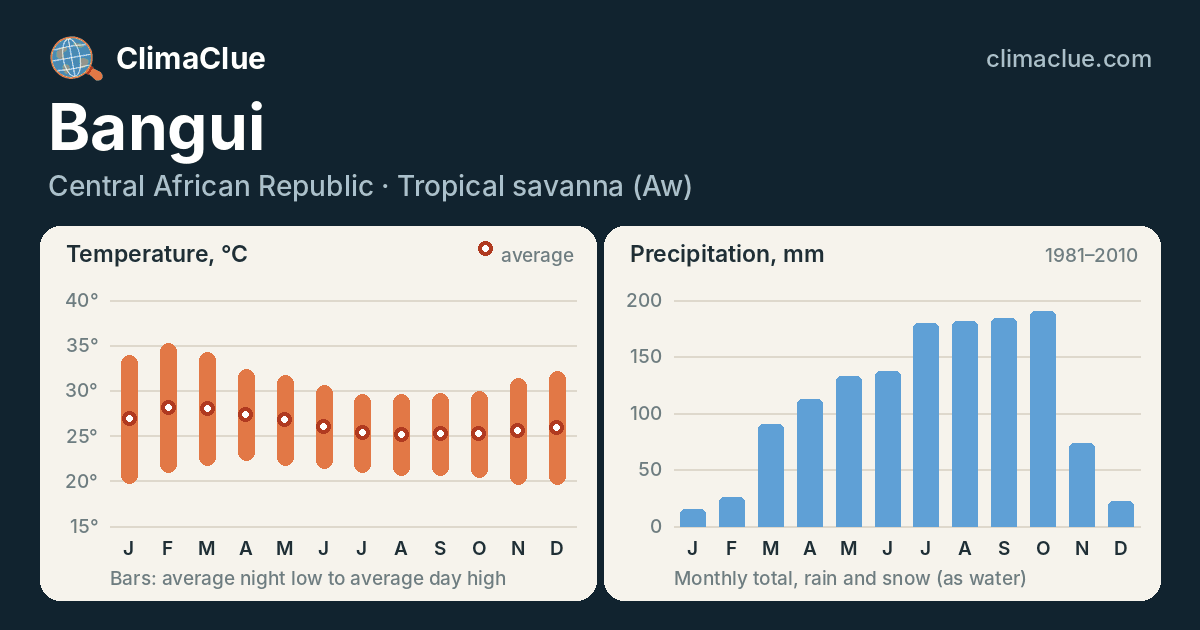 ClimaClue
climaclue.com
Bangui
Central African Republic · Tropical savanna (Aw)
Temperature, °C
average
40°
35°
30°
25°
20°
15°
J F M A M J J A S O N D
Bars: average night low to average day high
Precipitation, mm
1981–2010
200
150
100
50
0
J F M A M J J A S O N D
Monthly total, rain and snow (as water)